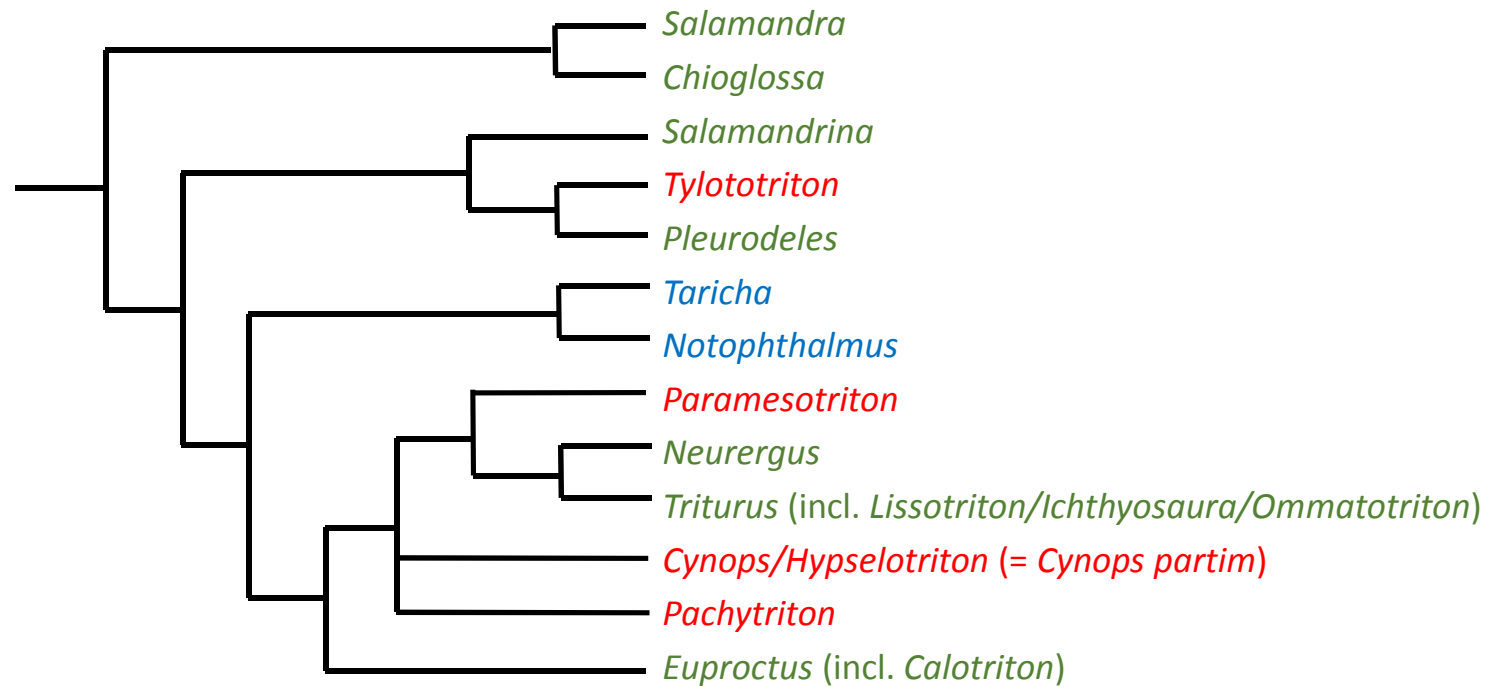 Salamandra
Chioglossa
Salamandrina
Tylototriton
Pleurodeles
Taricha
Notophthalmus
Paramesotriton
Neurergus
Triturus (incl. Lissotriton/Ichthyosaura/Ommatotriton)
Cynops/Hypselotriton (= Cynops partim)
Pachytriton
Euproctus (incl. Calotriton)